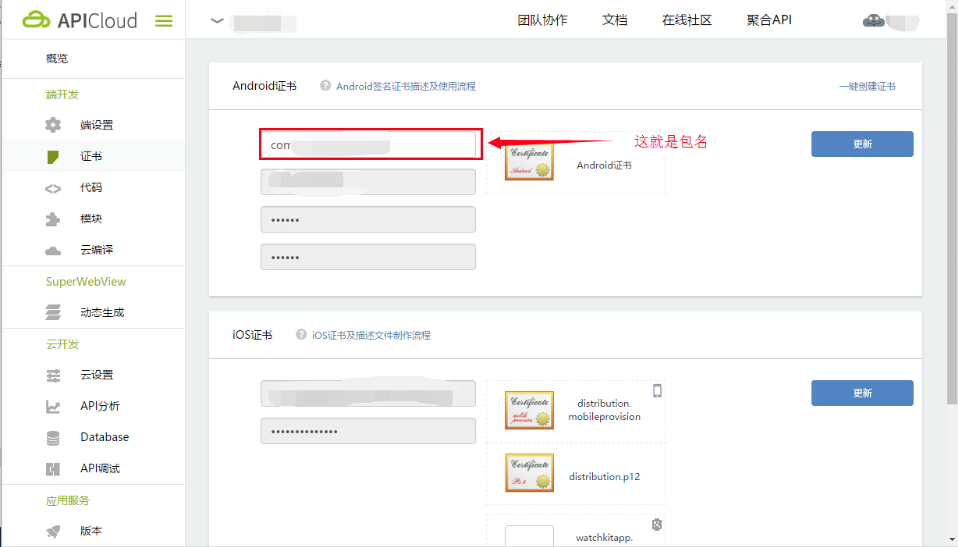 APICloud
团队协作 文档 在线社区 聚合API
概览
端开发
端设置
证书
代码
模块
云编译
SuperWebView
动态生成
云开发
云设置
API分析
Database
API调试
应用服务
版本
Android证书 Android签名证书描述及使用流程 一键创建证书
com
这就是包名
Certificate
Android
Android证书
更新
••••••
••••••
iOS证书 iOS证书及描述文件制作流程
Certificate
mobile
provision
distribution.
mobileprovision
更新
••••••••••••••
Certificate
P12
distribution.p12
watchkitapp.